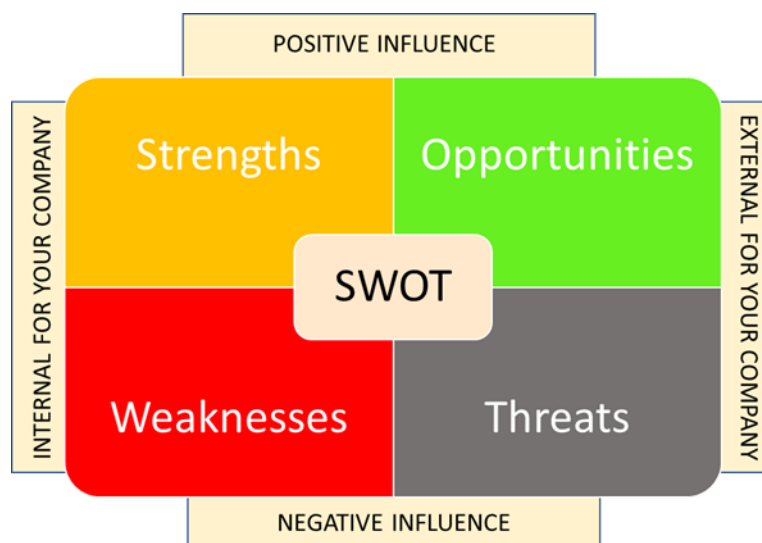 POSITIVE INFLUENCE
INTERNAL FOR YOUR COMPANY
Strengths
Opportunities
EXTERNAL FOR YOUR COMPANY
SWOT
Weaknesses
Threats
NEGATIVE INFLUENCE